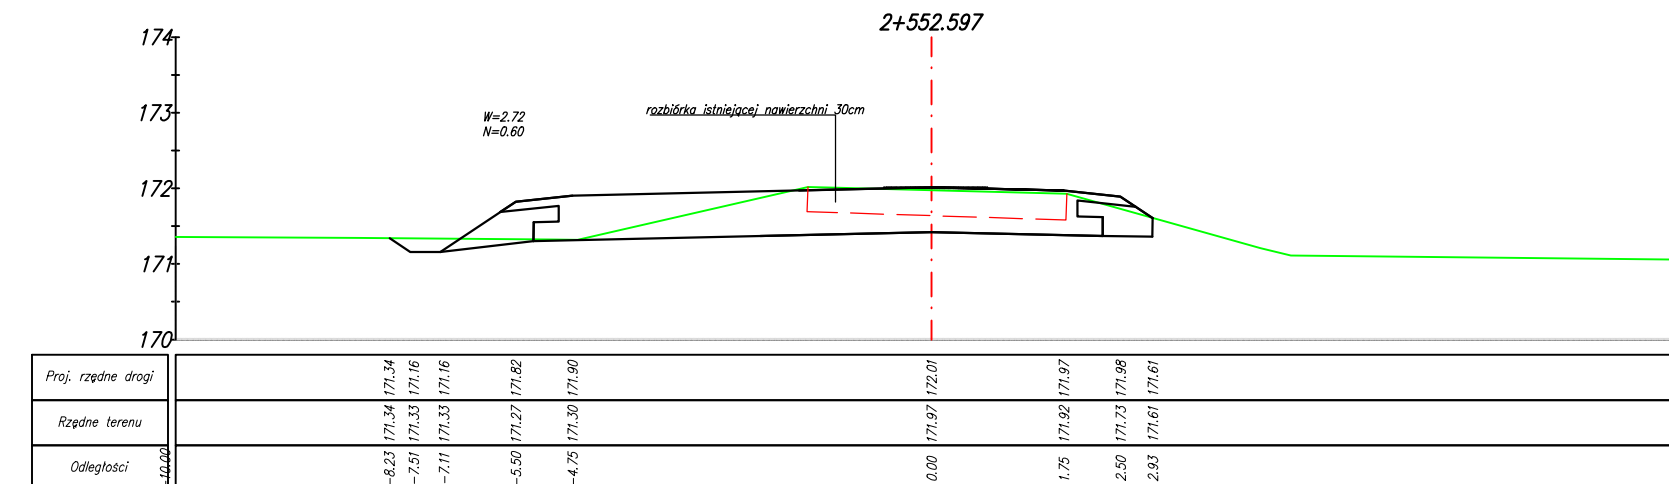 2+552.597
174
173
rozbiórka istniejącej nawierzchni 30cm
W=2.72
N=0.60
172
171
170
Proj. rzędne drogi 171.34 171.16 171.16 171.82 171.90 172.01 171.97 171.98 171.61
Rzędne terenu 171.34 171.33 171.33 171.27 171.30 171.97 171.92 171.73 171.61
Odległości -10.00 -8.23 -7.51 -7.11 -5.50 -4.75 0.00 1.75 2.50 2.93